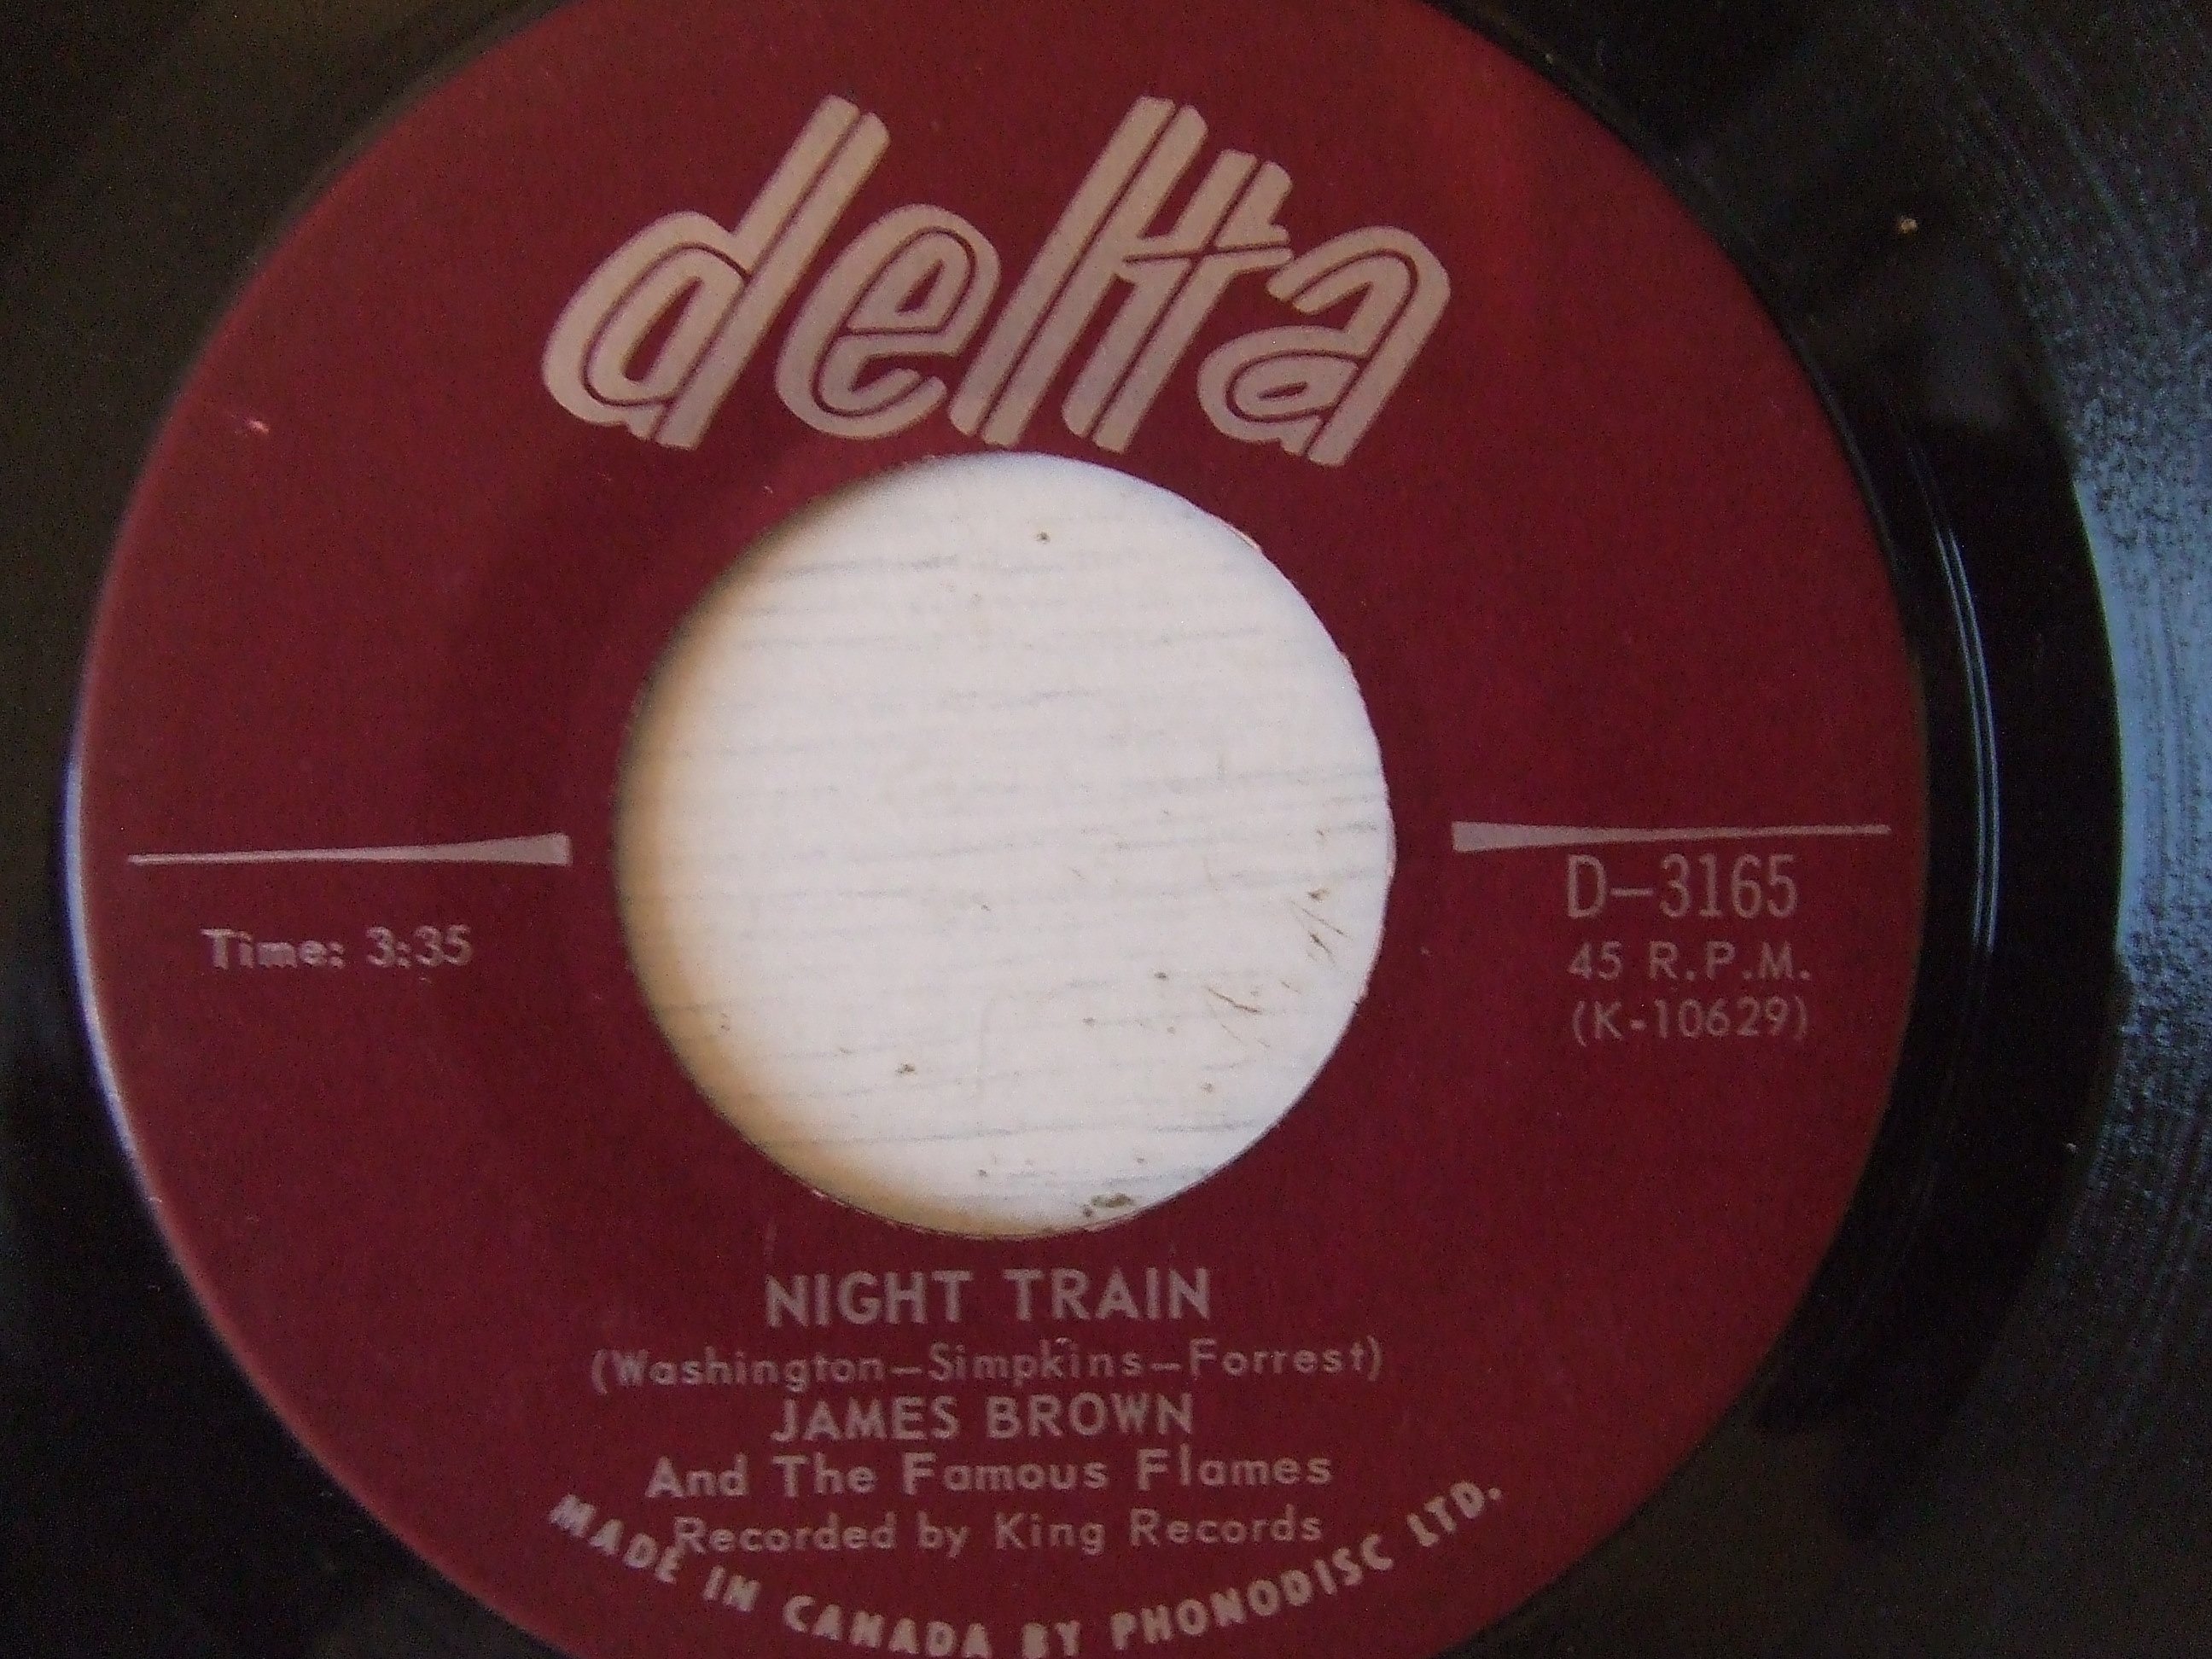 delta
Time: 3:35
D-3165
45 R.P.M.
(K-10629)
NIGHT TRAIN
(Washington-Simpkins-Forrest)
JAMES BROWN
And The Famous Flames
Recorded by King Records
MADE IN CANADA BY PHONODISC LTD.